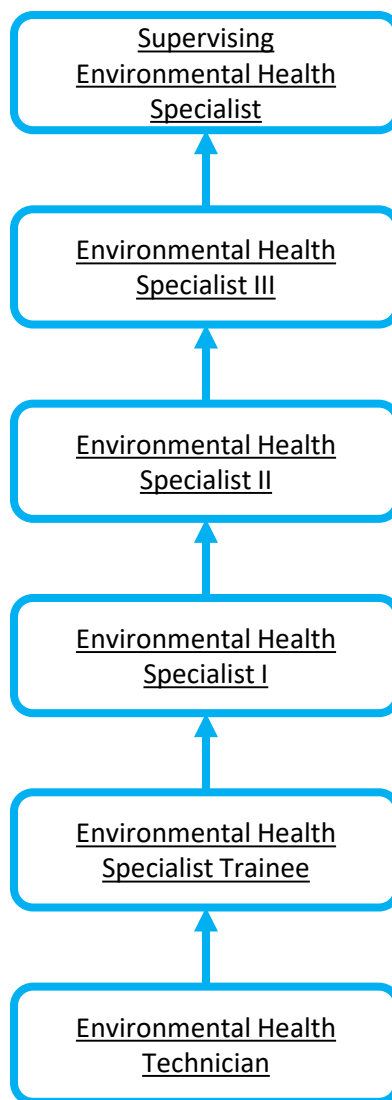 Supervising
Environmental Health
Specialist
Environmental Health
Specialist III
Environmental Health
Specialist II
Environmental Health
Specialist I
Environmental Health
Specialist Trainee
Environmental Health
Technician